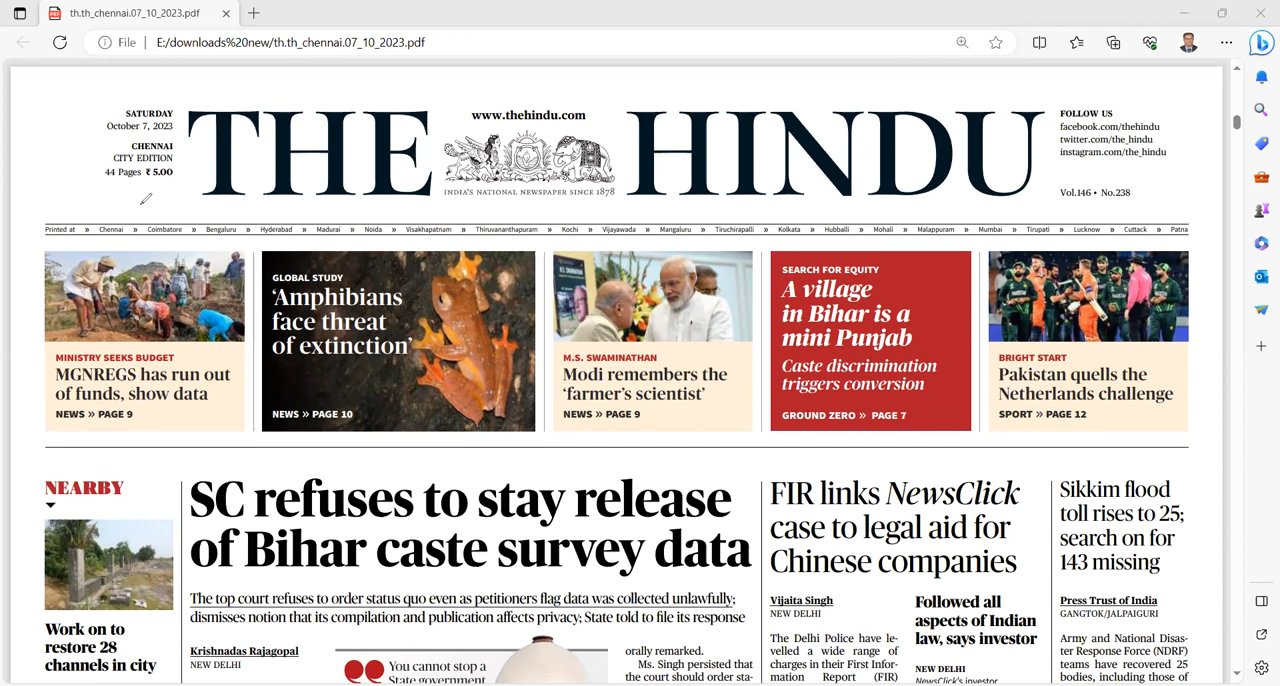 th.th_chennai.07_10_2023.pdf
File
E:/downloads%20new/th.th_chennai.07_10_2023.pdf
SATURDAY
October 7, 2023
CHENNAI
CITY EDITION
44 Pages ₹ 5.00
THE HINDU
www.thehindu.com
INDIA'S NATIONAL NEWSPAPER SINCE 1878
FOLLOW US
facebook.com/thehindu
twitter.com/the_hindu
instagram.com/the_hindu
Vol.146 • No.238
Printed at » Chennai » Coimbatore » Bengaluru » Hyderabad » Madurai » Noida » Visakhapatnam » Thiruvananthapuram » Kochi » Vijayawada » Mangaluru » Tiruchirapalli » Kolkata » Hubballi » Mohali » Malappuram » Mumbai » Tirupati » Lucknow » Cuttack » Patna
MINISTRY SEEKS BUDGET
MGNREGS has run out
of funds, show data
NEWS » PAGE 9
GLOBAL STUDY
‘Amphibians
face threat
of extinction’
NEWS » PAGE 10
M.S. SWAMINATHAN
Modi remembers the
‘farmer’s scientist’
NEWS » PAGE 9
SEARCH FOR EQUITY
A village
in Bihar is a
mini Punjab
Caste discrimination
triggers conversion
GROUND ZERO » PAGE 7
BRIGHT START
Pakistan quells the
Netherlands challenge
SPORT » PAGE 12
NEARBY
Work on to
restore 28
channels in city
SC refuses to stay release
of Bihar caste survey data
The top court refuses to order status quo even as petitioners flag data was collected unlawfully;
dismisses notion that its compilation and publication affects privacy; State told to file its response
Krishnadas Rajagopal
NEW DELHI
You cannot stop a
State government
orally remarked.
Ms. Singh persisted that
the court should order sta-
FIR links NewsClick
case to legal aid for
Chinese companies
Vijaita Singh
NEW DELHI
The Delhi Police have le-
velled a wide range of
charges in their First Infor-
mation Report (FIR)
Followed all
aspects of Indian
law, says investor
NEW DELHI
NewsClick's investor
Sikkim flood
toll rises to 25;
search on for
143 missing
Press Trust of India
GANGTOK/JALPAIGURI
Army and National Disas-
ter Response Force (NDRF)
teams have recovered 25
bodies, including those of